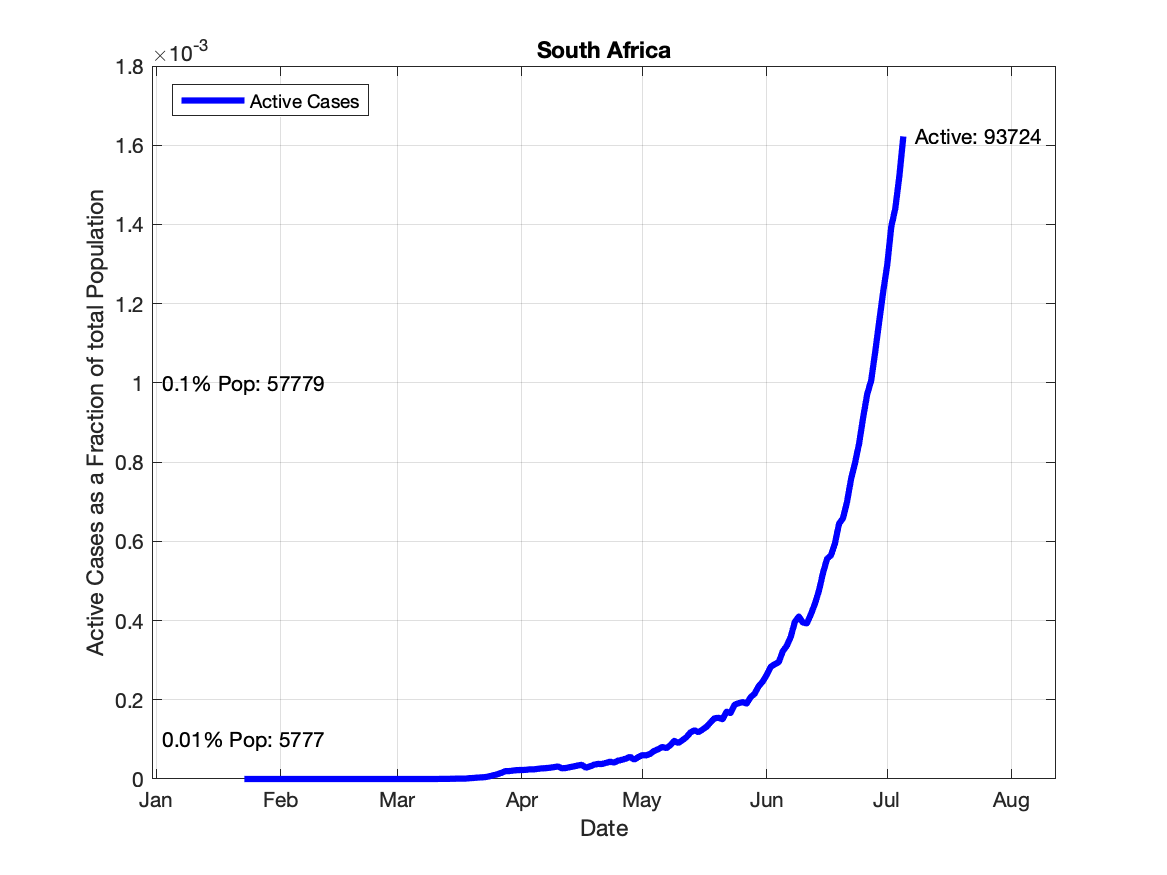 South Africa
×10-3
1.8
1.6
1.4
1.2
1
0.8
0.6
0.4
0.2
0
Active Cases as a Fraction of total Population
Active Cases
Active: 93724
0.1% Pop: 57779
0.01% Pop: 5777
Jan Feb Mar Apr May Jun Jul Aug
Date